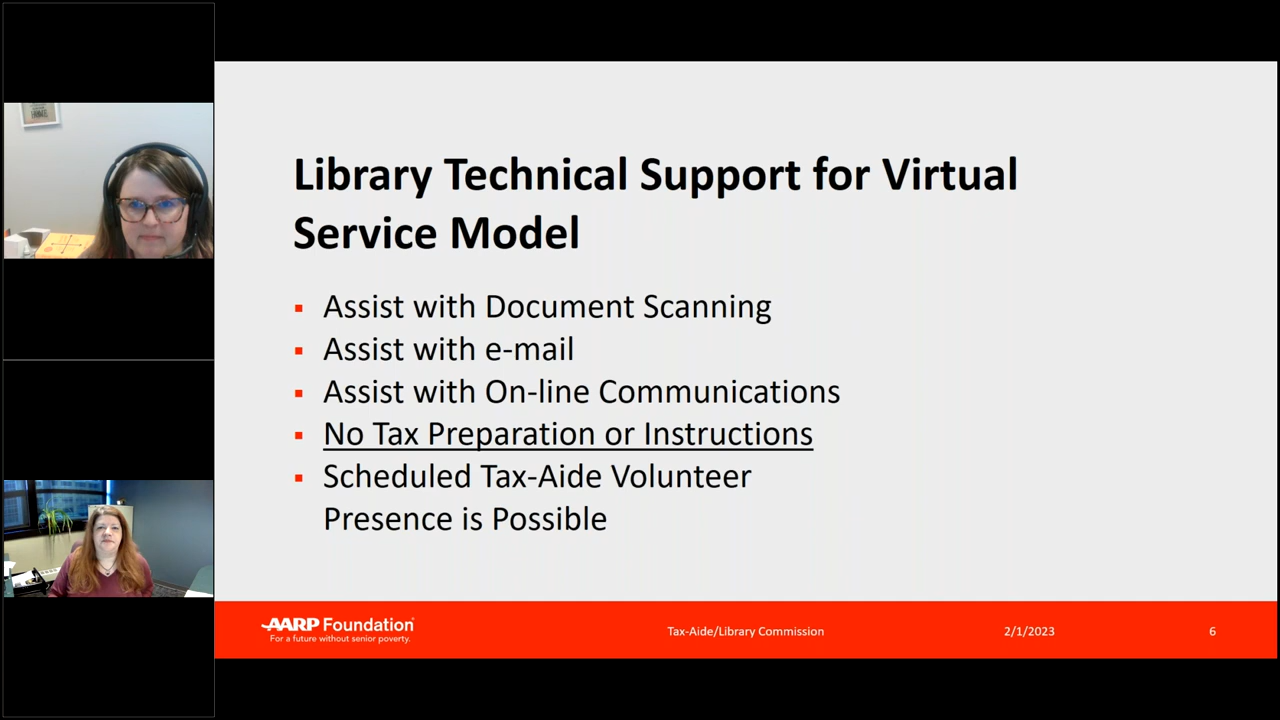 Library Technical Support for Virtual
Service Model
Assist with Document Scanning
Assist with e-mail
Assist with On-line Communications
No Tax Preparation or Instructions
Scheduled Tax-Aide Volunteer
Presence is Possible
AARP Foundation
For a future without senior poverty.
Tax-Aide/Library Commission
2/1/2023
6